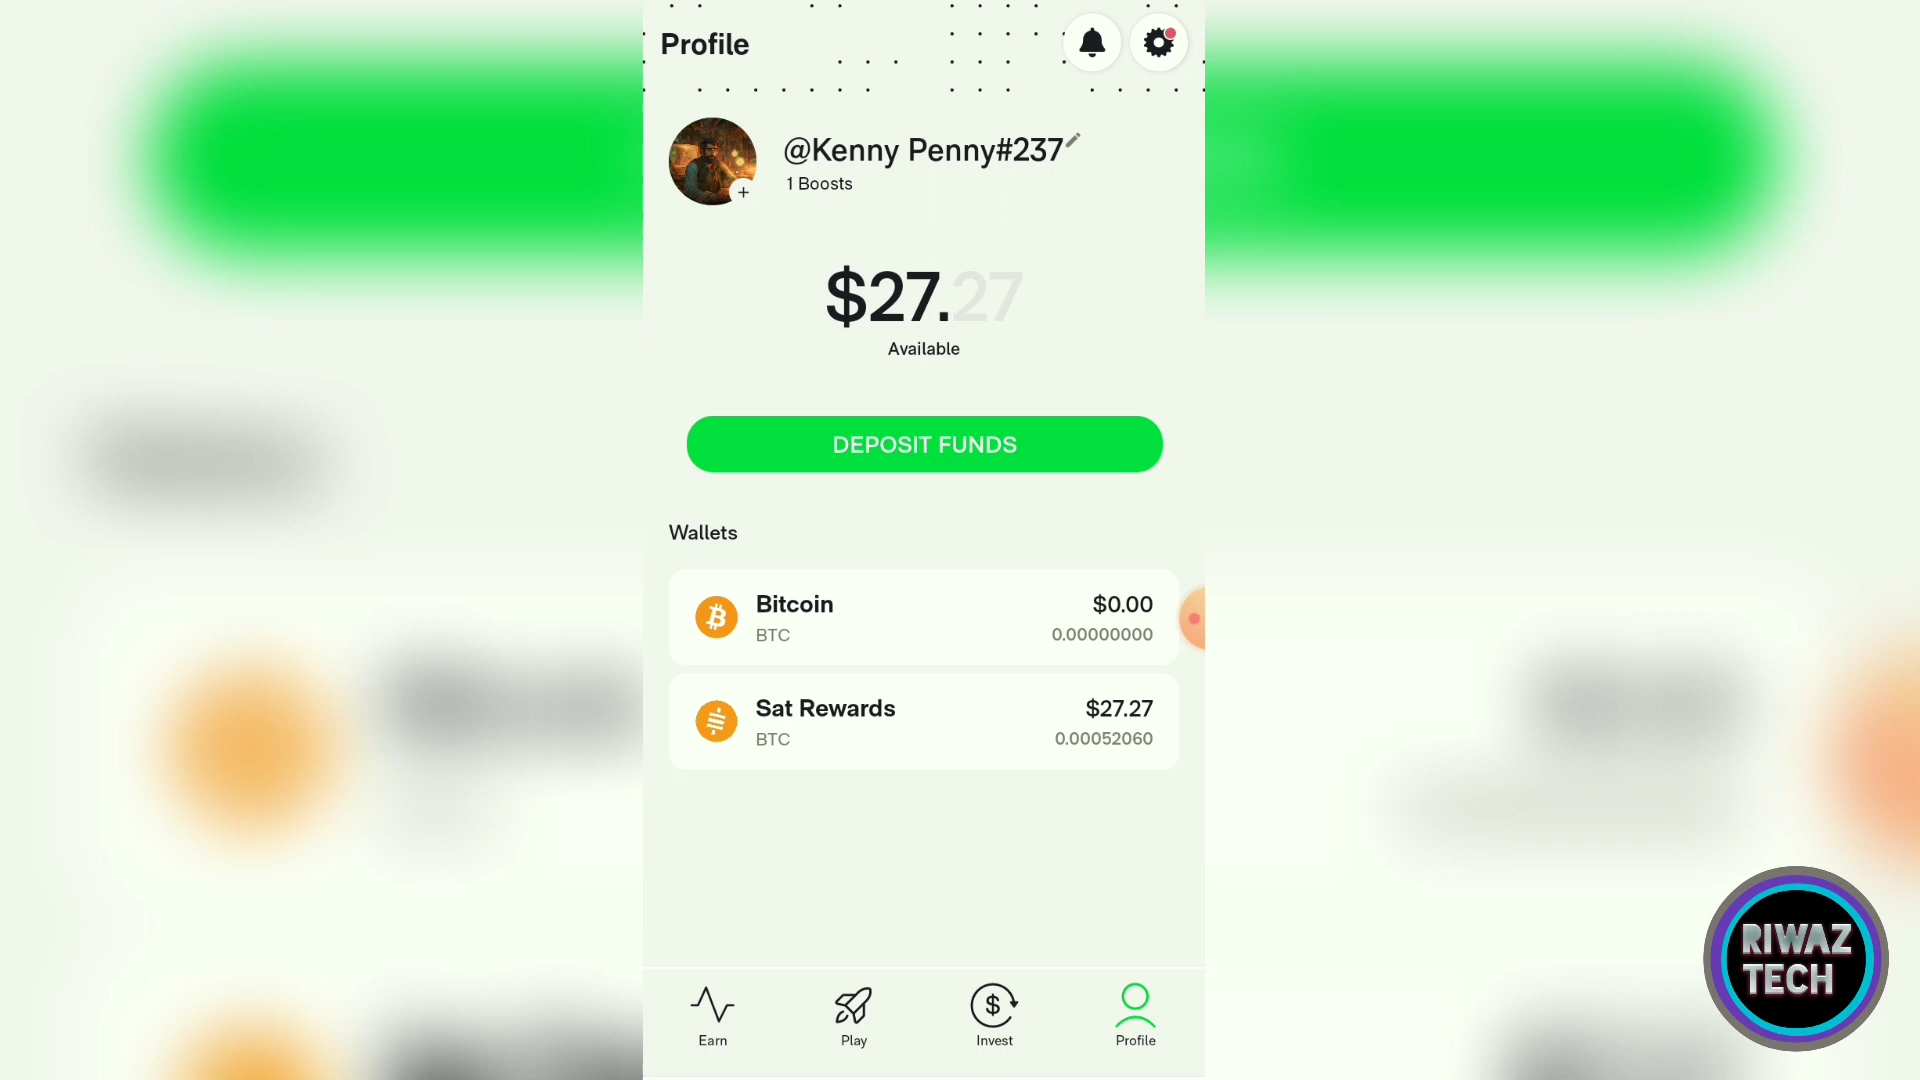 Profile
@Kenny Penny#237
1 Boosts
$27.27
Available
DEPOSIT FUNDS
Wallets
Bitcoin
$0.00
BTC
0.00000000
Sat Rewards
$27.27
BTC
0.00052060
Earn
Play
Invest
Profile
RIWAZ
TECH